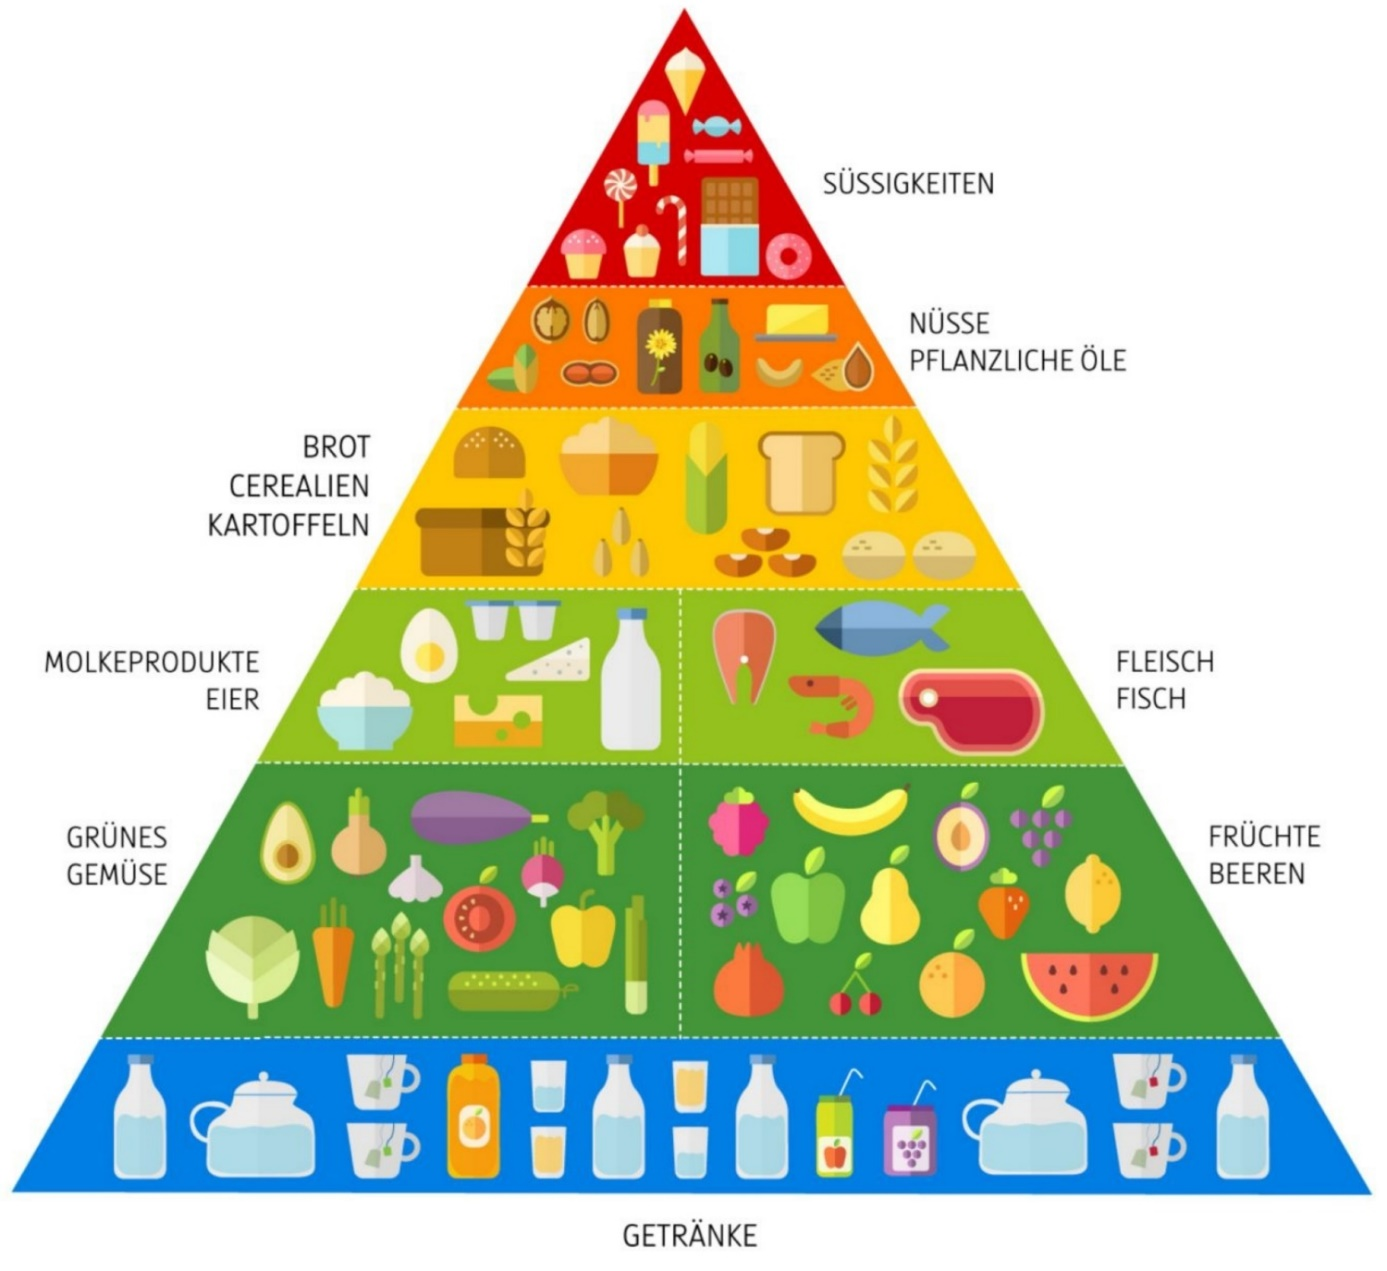 SÜSSIGKEITEN
NÜSSE
PFLANZLICHE ÖLE
BROT
CEREALIEN
KARTOFFELN
MOLKEPRODUKTE
EIER
FLEISCH
FISCH
GRÜNES
GEMÜSE
FRÜCHTE
BEEREN
GETRÄNKE